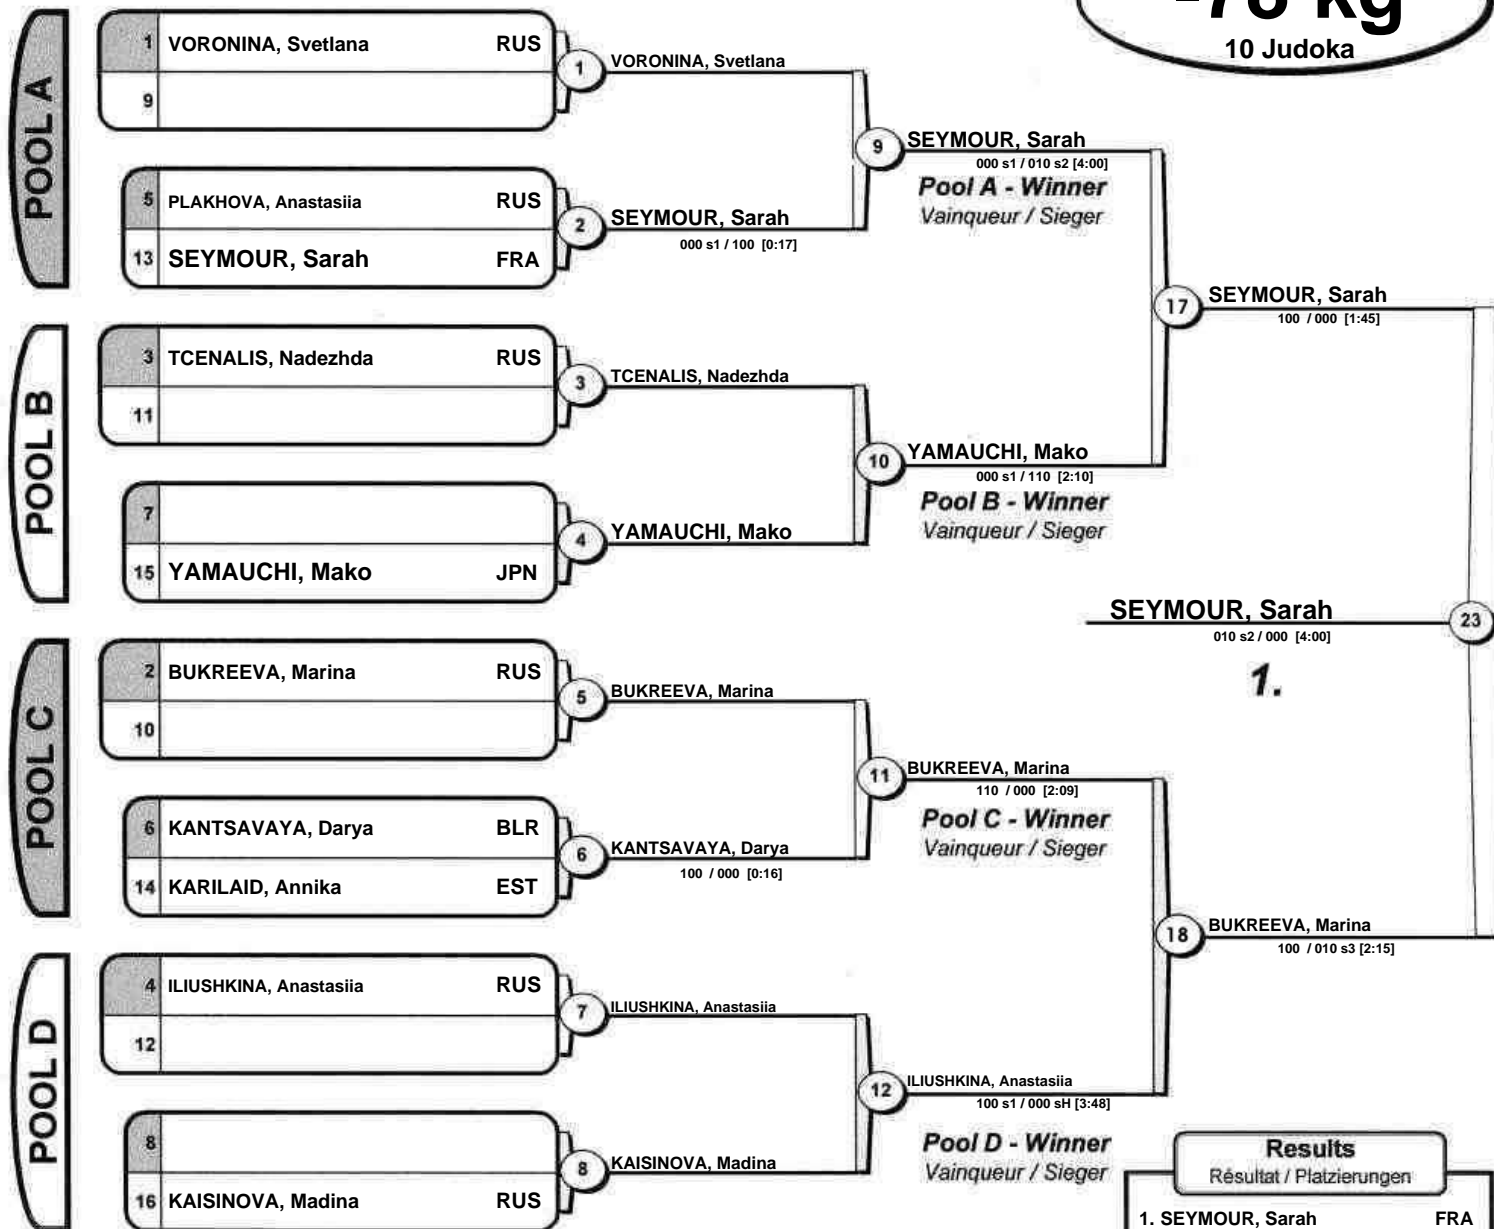 -78 kg
10 Judoka
POOL A
1 VORONINA, Svetlana RUS
9
1
VORONINA, Svetlana
5 PLAKHOVA, Anastasiia RUS
13 SEYMOUR, Sarah FRA
2
SEYMOUR, Sarah
000 s1 / 100 [0:17]
9
SEYMOUR, Sarah
000 s1 / 010 s2 [4:00]
Pool A - Winner
Vainqueur / Sieger
POOL B
3 TCENALIS, Nadezhda RUS
11
3
TCENALIS, Nadezhda
7
15 YAMAUCHI, Mako JPN
4
YAMAUCHI, Mako
10
YAMAUCHI, Mako
000 s1 / 110 [2:10]
Pool B - Winner
Vainqueur / Sieger
17
SEYMOUR, Sarah
100 / 000 [1:45]
SEYMOUR, Sarah
010 s2 / 000 [4:00]
1.
23
POOL C
2 BUKREEVA, Marina RUS
10
5
BUKREEVA, Marina
6 KANTSAVAYA, Darya BLR
14 KARILAID, Annika EST
6
KANTSAVAYA, Darya
100 / 000 [0:16]
11
BUKREEVA, Marina
110 / 000 [2:09]
Pool C - Winner
Vainqueur / Sieger
18
BUKREEVA, Marina
100 / 010 s3 [2:15]
POOL D
4 ILIUSHKINA, Anastasiia RUS
12
7
ILIUSHKINA, Anastasiia
8
16 KAISINOVA, Madina RUS
8
KAISINOVA, Madina
12
ILIUSHKINA, Anastasiia
100 s1 / 000 sH [3:48]
Pool D - Winner
Vainqueur / Sieger
Results
Résultat / Platzierungen
1. SEYMOUR, Sarah FRA